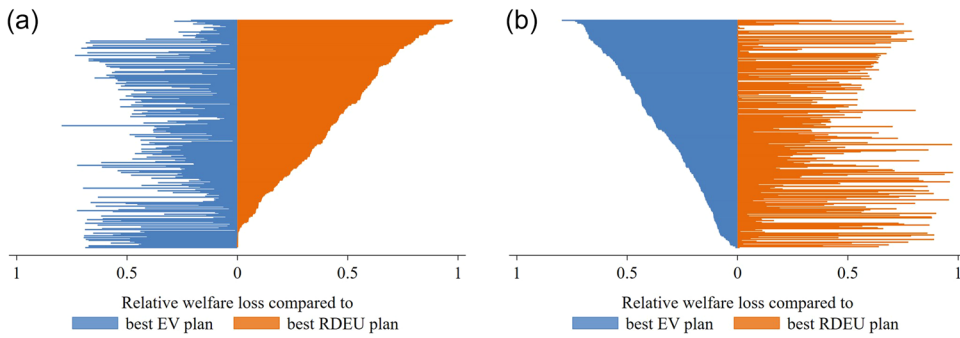 (a)
1 0.5 0 0.5 1
Relative welfare loss compared to
best EV plan best RDEU plan
(b)
1 0.5 0 0.5 1
Relative welfare loss compared to
best EV plan best RDEU plan